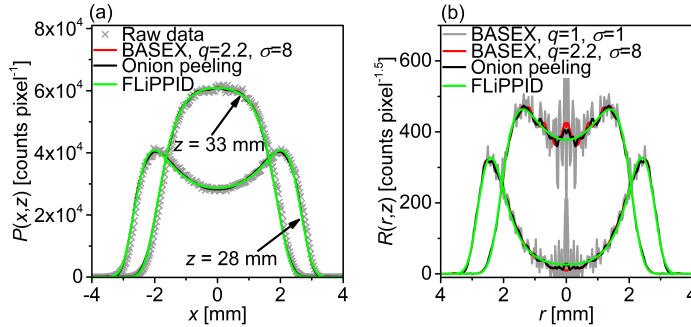 (a)
Raw data
BASEX, q=2.2, σ=8
Onion peeling
FLiPPID
8x10⁴
6x10⁴
4x10⁴
2x10⁴
0
P(x,z) [counts pixel⁻¹]
z = 33 mm
z = 28 mm
-4 -2 0 2 4
x [mm]
(b)
BASEX, q=1, σ=1
BASEX, q=2.2, σ=8
Onion peeling
FLiPPID
600
400
200
0
R(r,z) [counts pixel⁻¹·⁵]
4 2 0 2 4
r [mm]